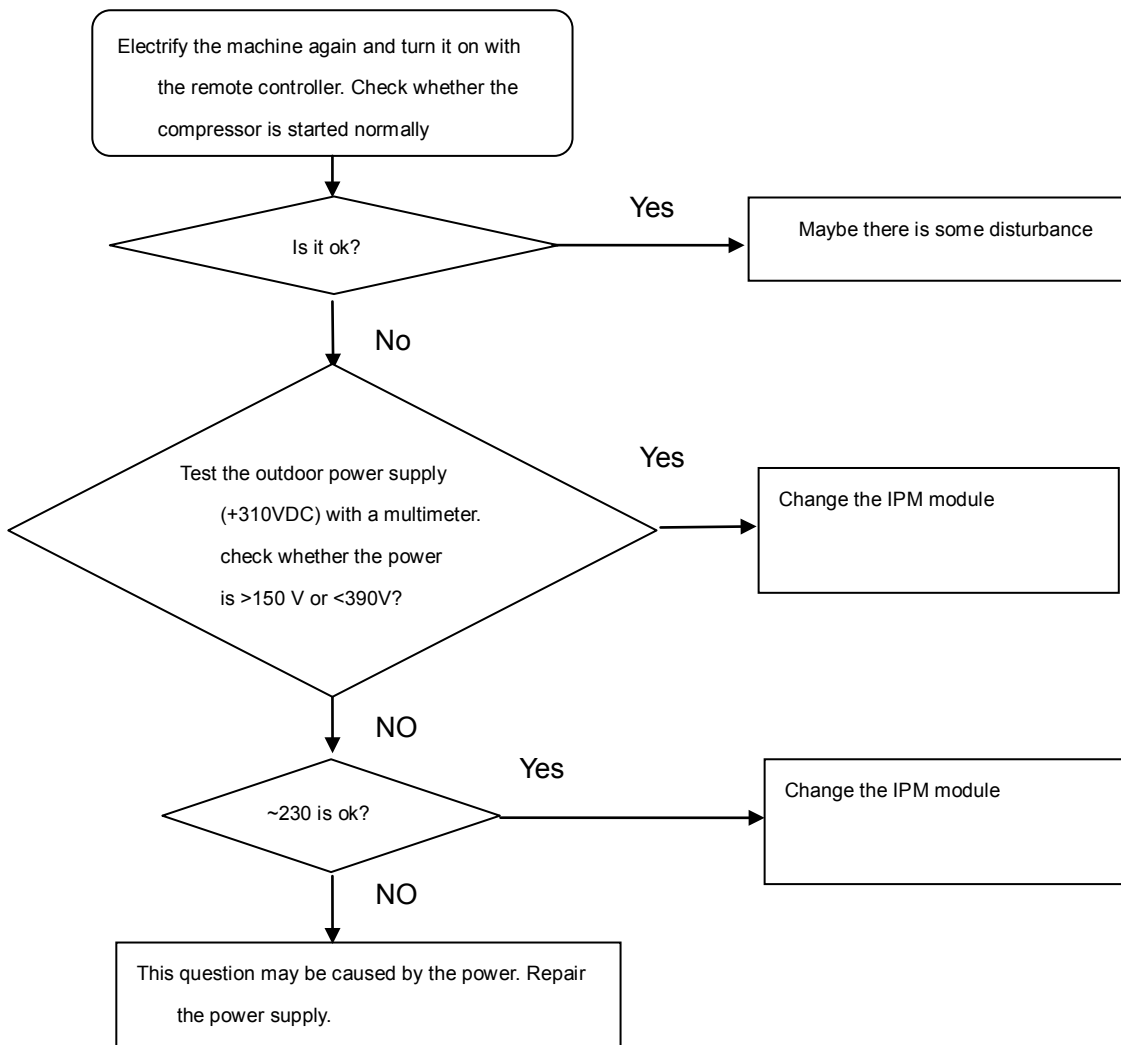 Electrify the machine again and turn it on with
the remote controller. Check whether the
compressor is started normally
Yes
Maybe there is some disturbance
Is it ok?
No
Yes
Test the outdoor power supply
(+310VDC) with a multimeter.
check whether the power
is >150 V or <390V?
Change the IPM module
NO
Yes
~230 is ok?
Change the IPM module
NO
This question may be caused by the power. Repair
the power supply.